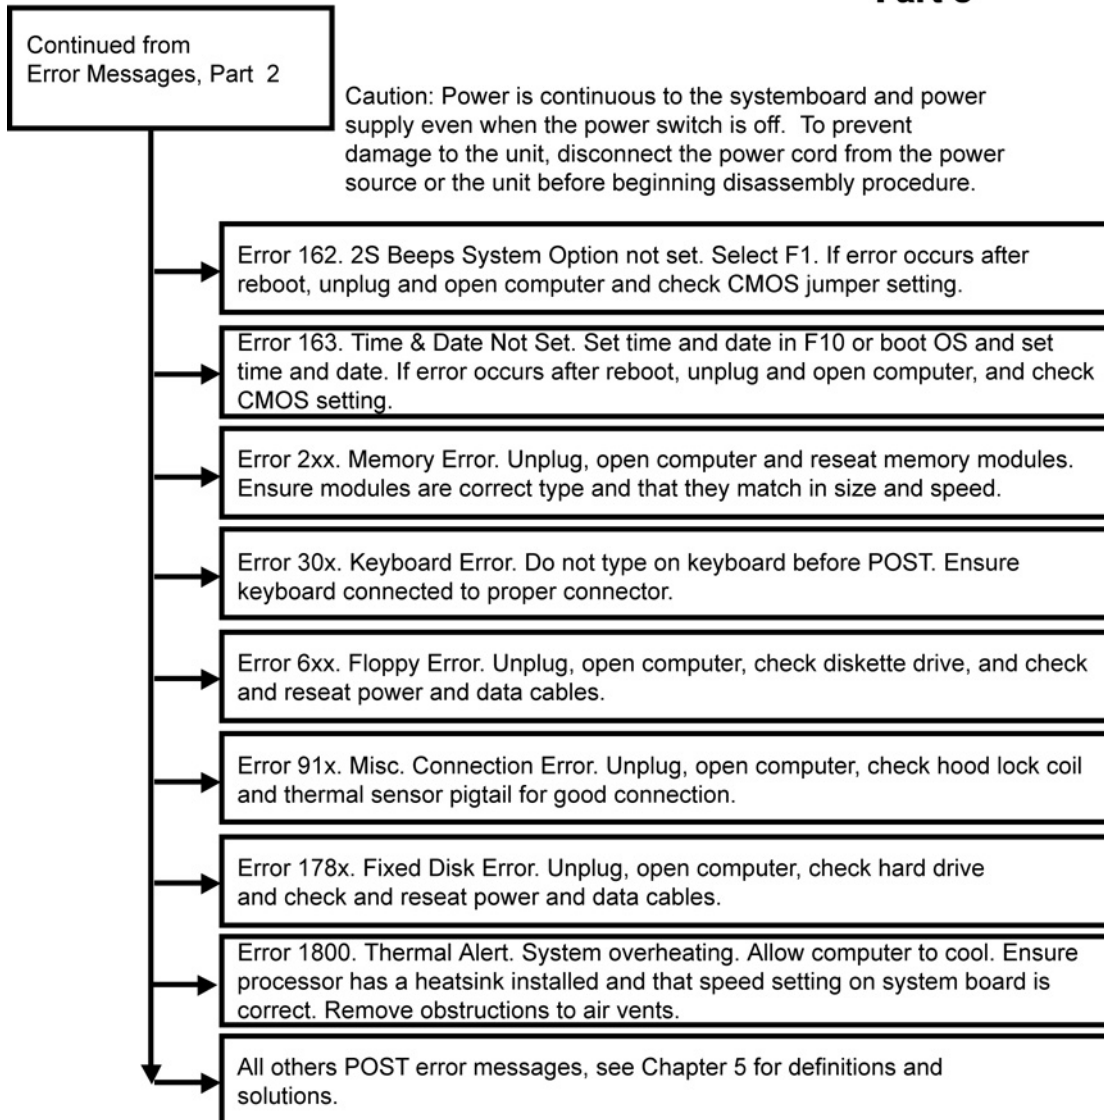 Continued from
Error Messages, Part 2
Caution: Power is continuous to the systemboard and power
supply even when the power switch is off. To prevent
damage to the unit, disconnect the power cord from the power
source or the unit before beginning disassembly procedure.
Error 162. 2S Beeps System Option not set. Select F1. If error occurs after
reboot, unplug and open computer and check CMOS jumper setting.
Error 163. Time & Date Not Set. Set time and date in F10 or boot OS and set
time and date. If error occurs after reboot, unplug and open computer, and check
CMOS setting.
Error 2xx. Memory Error. Unplug, open computer and reseat memory modules.
Ensure modules are correct type and that they match in size and speed.
Error 30x. Keyboard Error. Do not type on keyboard before POST. Ensure
keyboard connected to proper connector.
Error 6xx. Floppy Error. Unplug, open computer, check diskette drive, and check
and reseat power and data cables.
Error 91x. Misc. Connection Error. Unplug, open computer, check hood lock coil
and thermal sensor pigtail for good connection.
Error 178x. Fixed Disk Error. Unplug, open computer, check hard drive
and check and reseat power and data cables.
Error 1800. Thermal Alert. System overheating. Allow computer to cool. Ensure
processor has a heatsink installed and that speed setting on system board is
correct. Remove obstructions to air vents.
All others POST error messages, see Chapter 5 for definitions and
solutions.